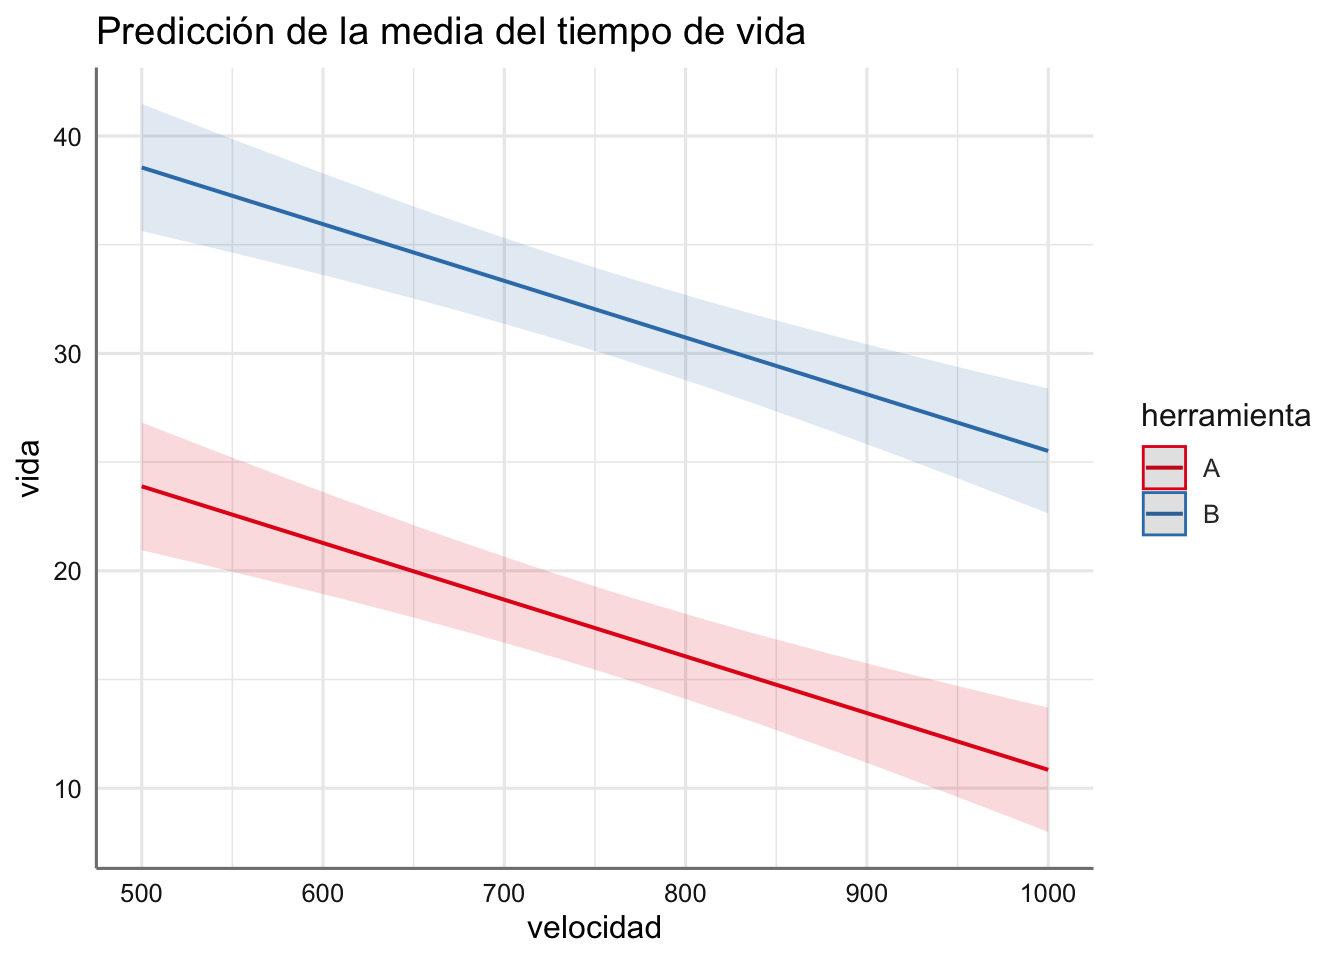 Predicción de la media del tiempo de vida
40
30
20
10
vida
500 600 700 800 900 1000
velocidad
herramienta
A
B